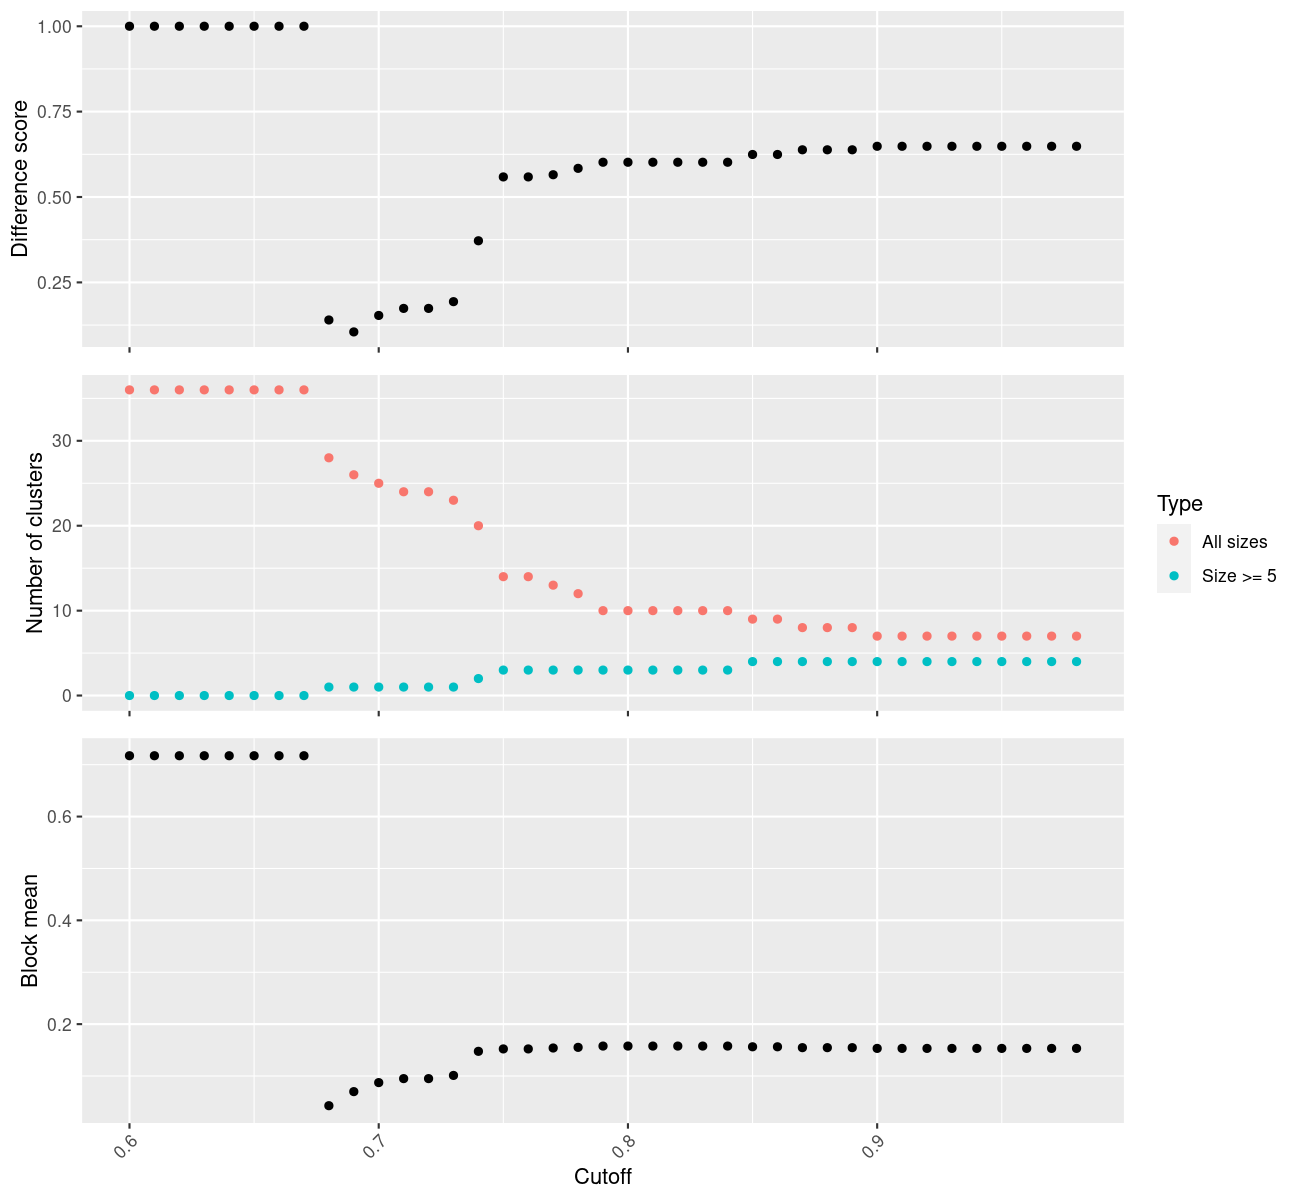 Difference score
1.00
0.75
0.50
0.25
Number of clusters
30
20
10
0
Type
All sizes
Size >= 5
Block mean
0.6
0.4
0.2
0.6 0.7 0.8 0.9
Cutoff